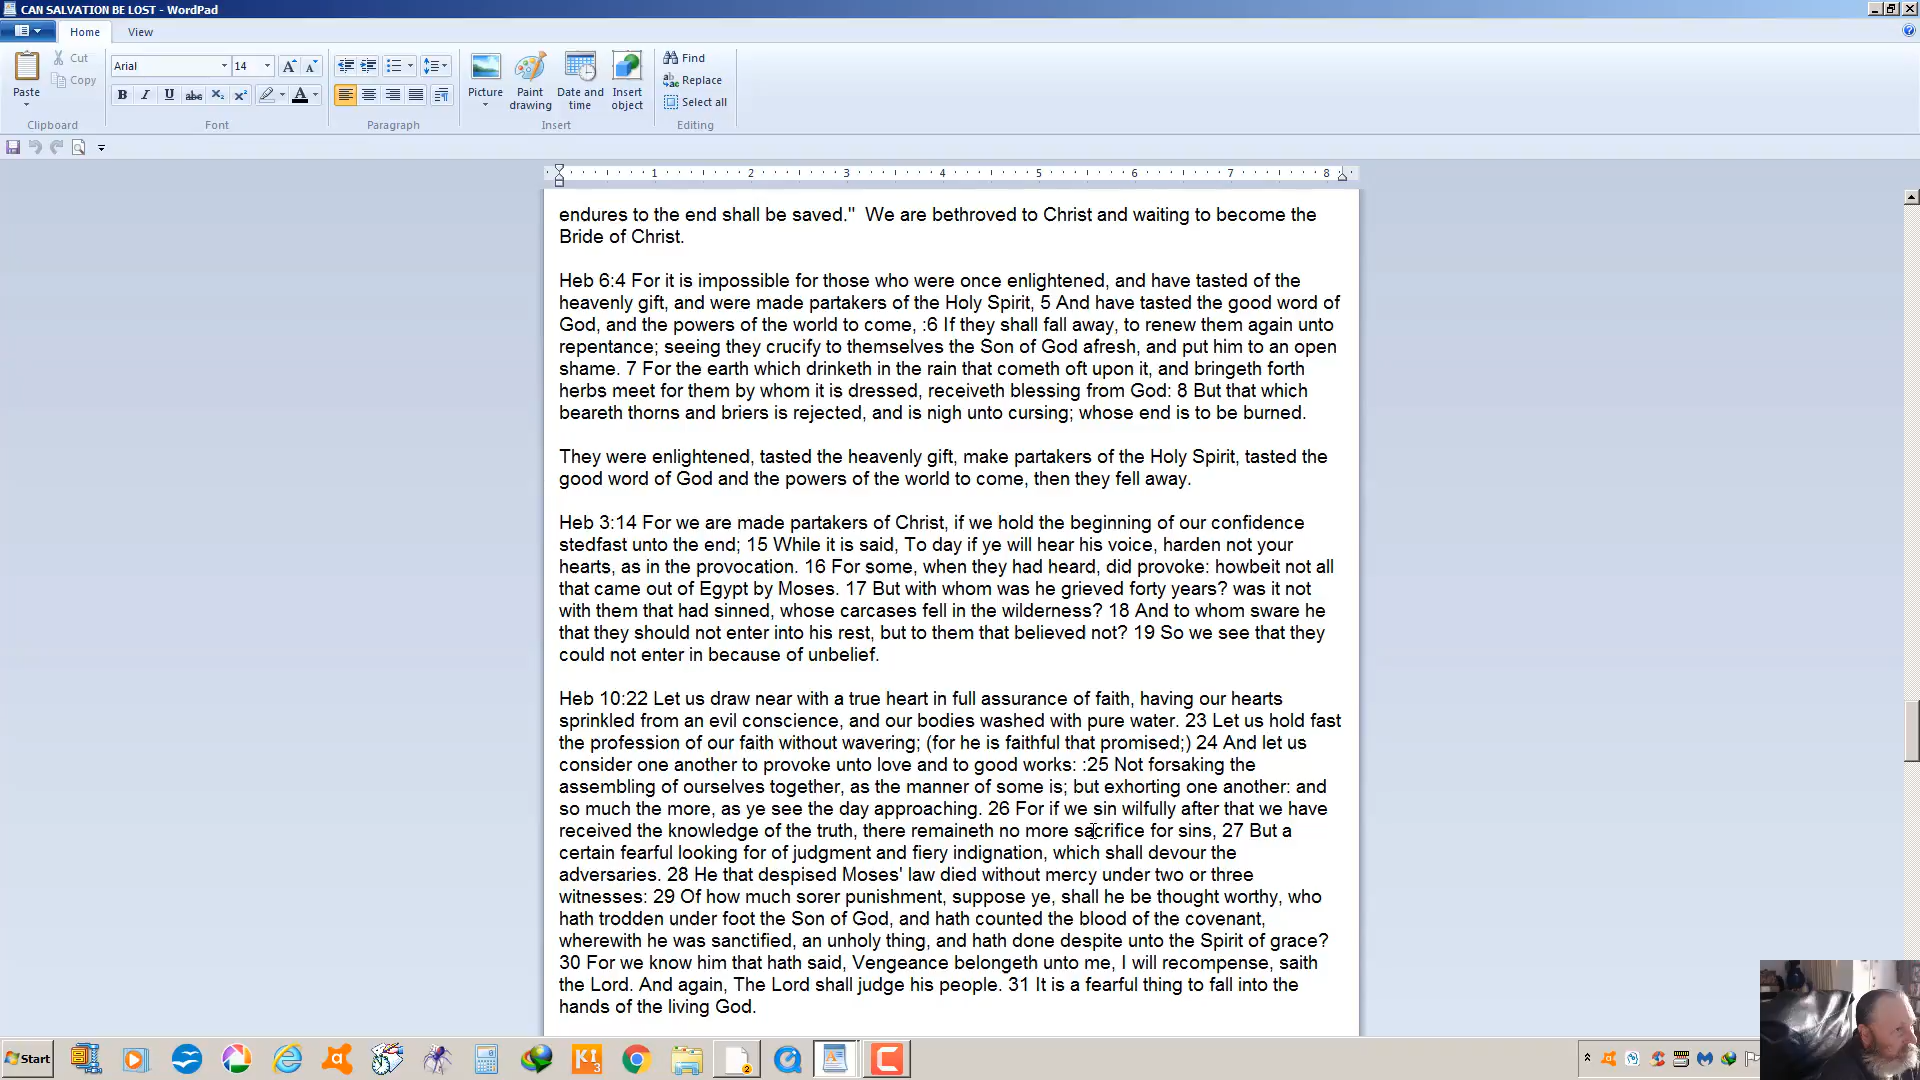 CAN SALVATION BE LOST - WordPad
Home
View
Paste
Cut
Copy
Clipboard
Arial
14
Font
Paragraph
Picture
Paint drawing
Date and time
Insert object
Insert
Find
Replace
Select all
Editing
1 2 3 4 5 6 7 8
endures to the end shall be saved." We are bethroved to Christ and waiting to become the
Bride of Christ.
Heb 6:4 For it is impossible for those who were once enlightened, and have tasted of the
heavenly gift, and were made partakers of the Holy Spirit, 5 And have tasted the good word of
God, and the powers of the world to come, :6 If they shall fall away, to renew them again unto
repentance; seeing they crucify to themselves the Son of God afresh, and put him to an open
shame. 7 For the earth which drinketh in the rain that cometh oft upon it, and bringeth forth
herbs meet for them by whom it is dressed, receiveth blessing from God: 8 But that which
beareth thorns and briers is rejected, and is nigh unto cursing; whose end is to be burned.
They were enlightened, tasted the heavenly gift, make partakers of the Holy Spirit, tasted the
good word of God and the powers of the world to come, then they fell away.
Heb 3:14 For we are made partakers of Christ, if we hold the beginning of our confidence
stedfast unto the end; 15 While it is said, To day if ye will hear his voice, harden not your
hearts, as in the provocation. 16 For some, when they had heard, did provoke: howbeit not all
that came out of Egypt by Moses. 17 But with whom was he grieved forty years? was it not
with them that had sinned, whose carcases fell in the wilderness? 18 And to whom sware he
that they should not enter into his rest, but to them that believed not? 19 So we see that they
could not enter in because of unbelief.
Heb 10:22 Let us draw near with a true heart in full assurance of faith, having our hearts
sprinkled from an evil conscience, and our bodies washed with pure water. 23 Let us hold fast
the profession of our faith without wavering; (for he is faithful that promised;) 24 And let us
consider one another to provoke unto love and to good works: :25 Not forsaking the
assembling of ourselves together, as the manner of some is; but exhorting one another: and
so much the more, as ye see the day approaching. 26 For if we sin wilfully after that we have
received the knowledge of the truth, there remaineth no more sacrifice for sins, 27 But a
certain fearful looking for of judgment and fiery indignation, which shall devour the
adversaries. 28 He that despised Moses' law died without mercy under two or three
witnesses: 29 Of how much sorer punishment, suppose ye, shall he be thought worthy, who
hath trodden under foot the Son of God, and hath counted the blood of the covenant,
wherewith he was sanctified, an unholy thing, and hath done despite unto the Spirit of grace?
30 For we know him that hath said, Vengeance belongeth unto me, I will recompense, saith
the Lord. And again, The Lord shall judge his people. 31 It is a fearful thing to fall into the
hands of the living God.
Start